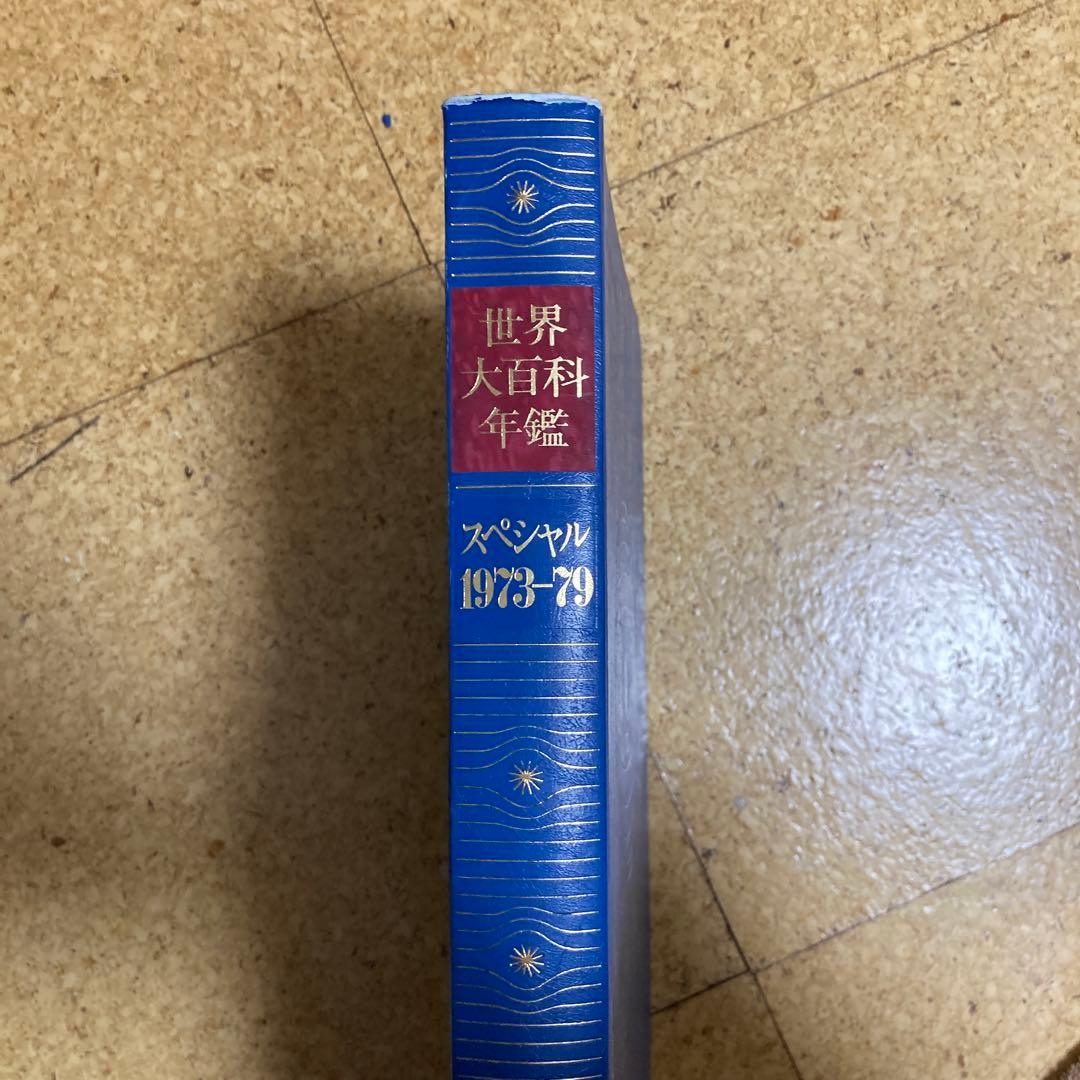 世界
大百科
年鑑
スペシャル
1973-79